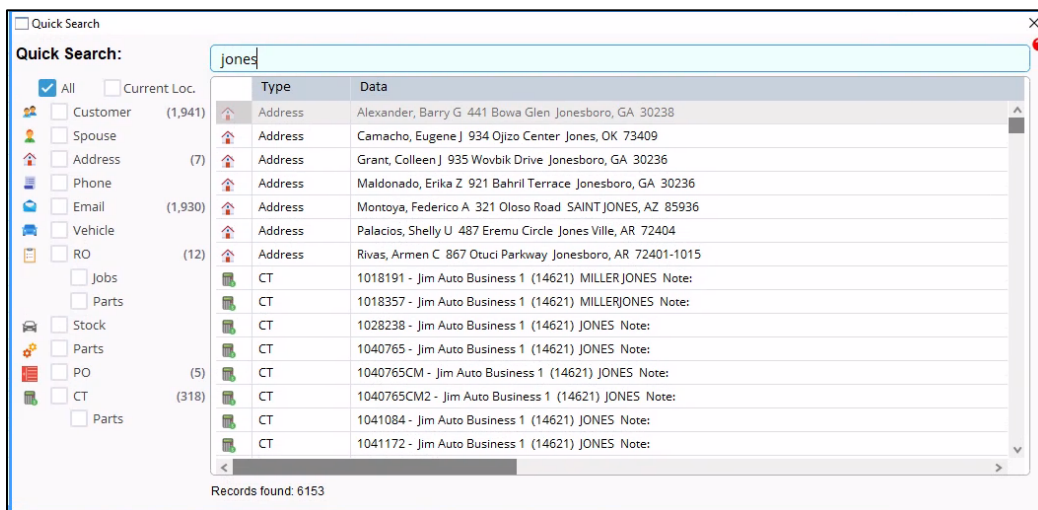 Quick Search
Quick Search:
jones
All Current Loc.
Customer (1,941)
Spouse
Address (7)
Phone
Email (1,930)
Vehicle
RO (12)
Jobs
Parts
Stock
Parts
PO (5)
CT (318)
Parts
Type Data
Address Alexander, Barry G 441 Bowa Glen Jonesboro, GA 30238
Address Camacho, Eugene J 934 Ojizo Center Jones, OK 73409
Address Grant, Colleen J 935 Wovbik Drive Jonesboro, GA 30236
Address Maldonado, Erika Z 921 Bahril Terrace Jonesboro, GA 30236
Address Montoya, Federico A 321 Oloso Road SAINT JONES, AZ 85936
Address Palacios, Shelly U 487 Eremu Circle Jones Ville, AR 72404
Address Rivas, Armen C 867 Otuci Parkway Jonesboro, AR 72401-1015
CT 1018191 - Jim Auto Business 1 (14621) MILLER JONES Note:
CT 1018357 - Jim Auto Business 1 (14621) MILLERJONES Note:
CT 1028238 - Jim Auto Business 1 (14621) JONES Note:
CT 1040765 - Jim Auto Business 1 (14621) JONES Note:
CT 1040765CM - Jim Auto Business 1 (14621) JONES Note:
CT 1040765CM2 - Jim Auto Business 1 (14621) JONES Note:
CT 1041084 - Jim Auto Business 1 (14621) JONES Note:
CT 1041172 - Jim Auto Business 1 (14621) JONES Note:
Records found: 6153